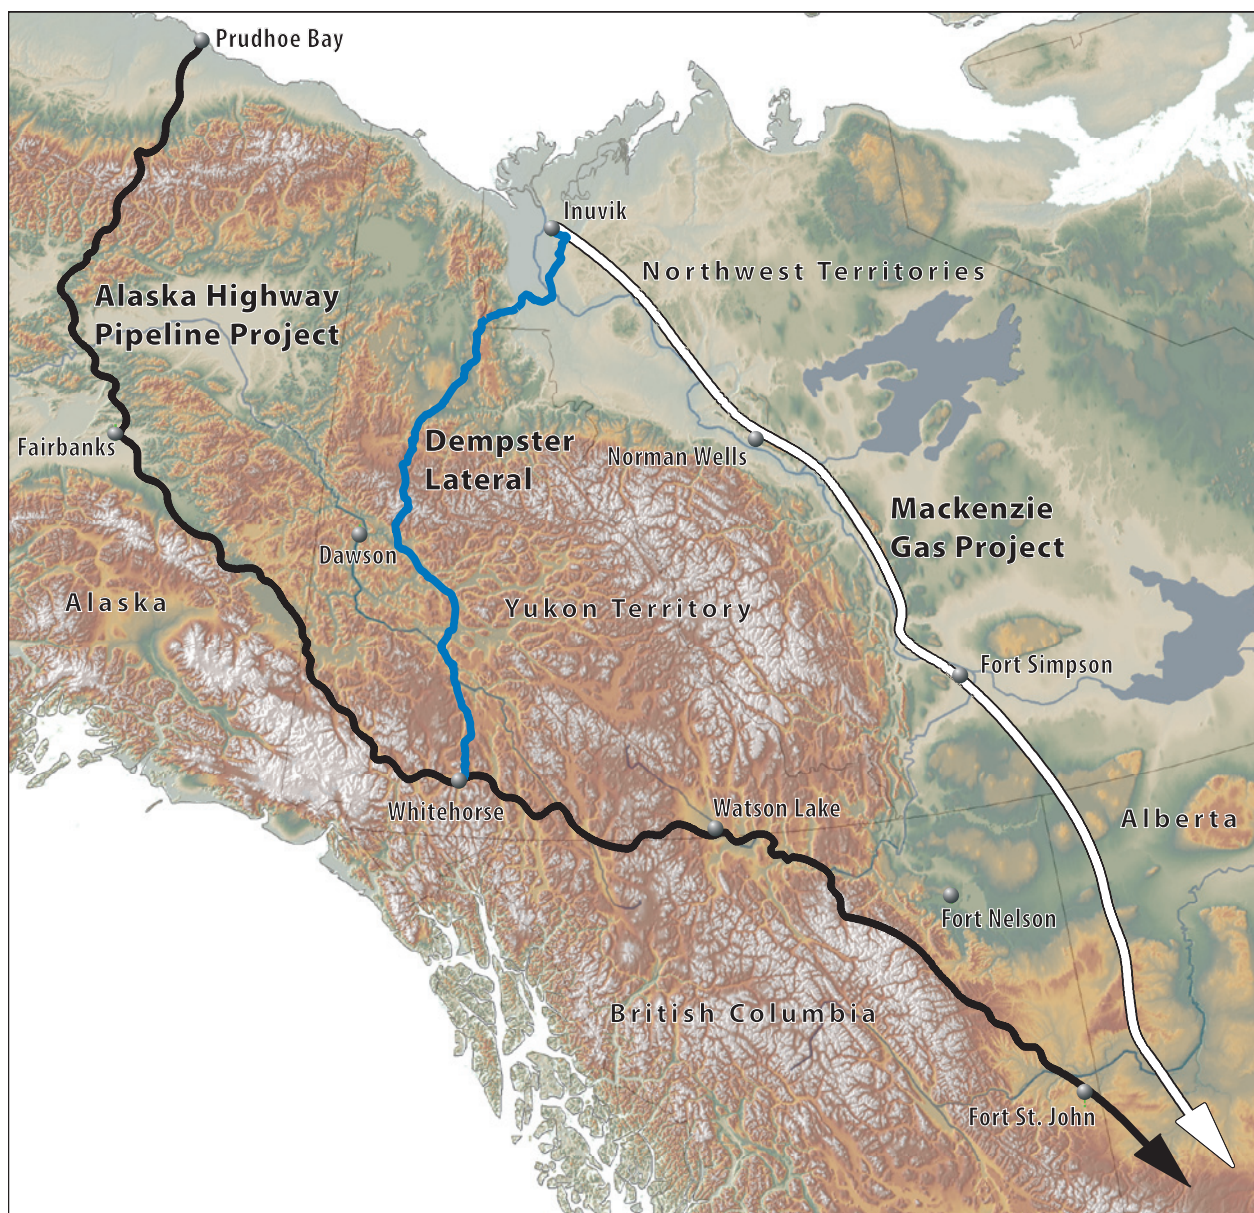 Prudhoe Bay
Inuvik
Northwest Territories
Alaska Highway
Pipeline Project
Fairbanks
Dempster
Lateral
Norman Wells
Mackenzie
Gas Project
Dawson
Alaska
Yukon Territory
Fort Simpson
Whitehorse
Watson Lake
Alberta
Fort Nelson
British Columbia
Fort St. John